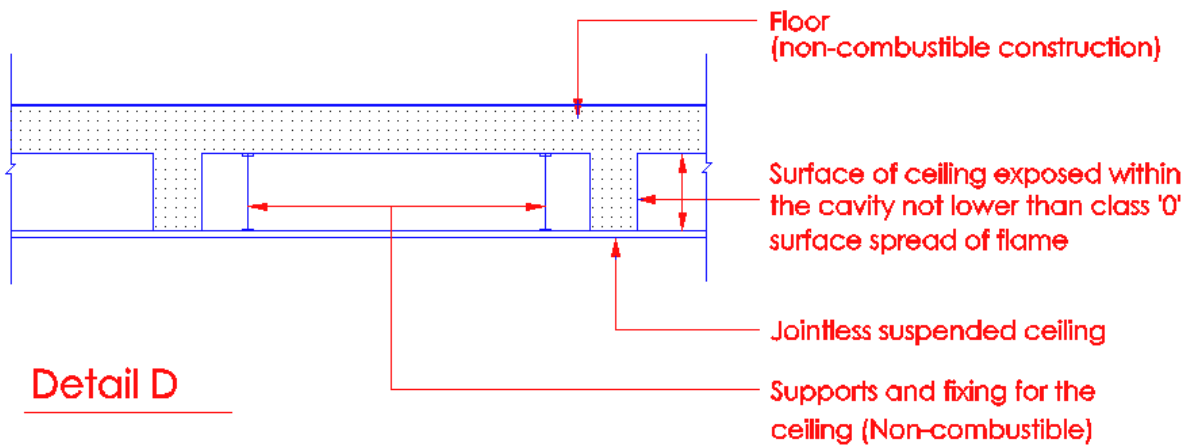 Floor
(non-combustible construction)
Surface of ceiling exposed within
the cavity not lower than class '0'
surface spread of flame
Jointless suspended ceiling
Detail D
Supports and fixing for the
ceiling (Non-combustible)